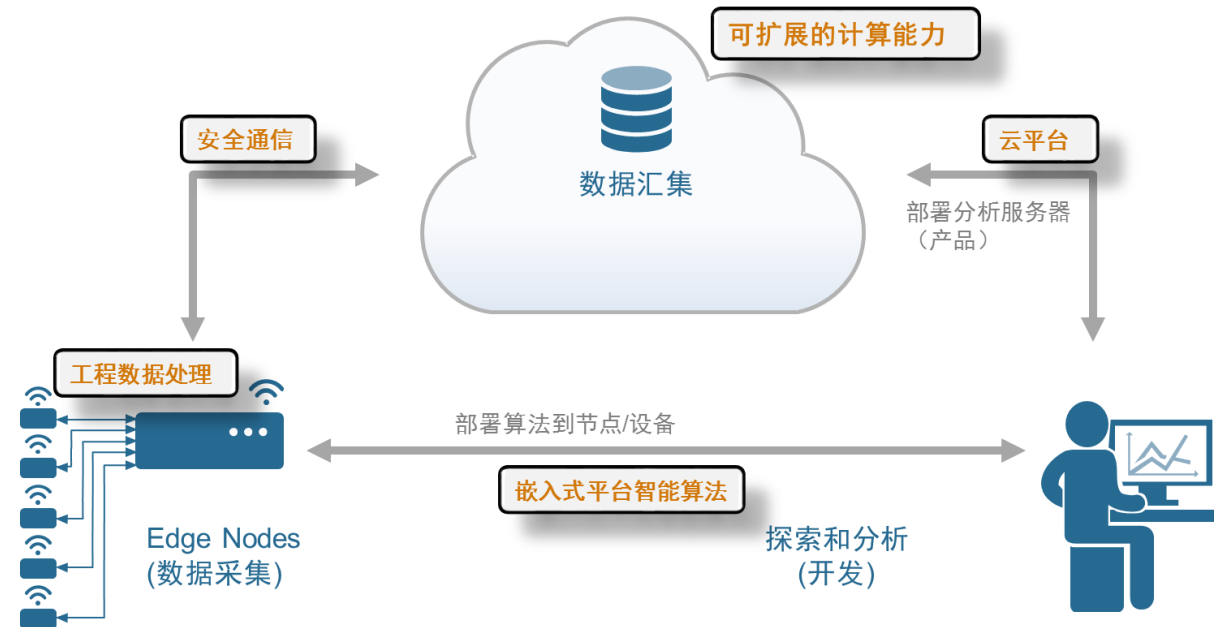 可扩展的计算能力
安全通信
云平台
数据汇集
部署分析服务器
（产品）
工程数据处理
部署算法到节点/设备
嵌入式平台智能算法
Edge Nodes
(数据采集)
探索和分析
(开发)